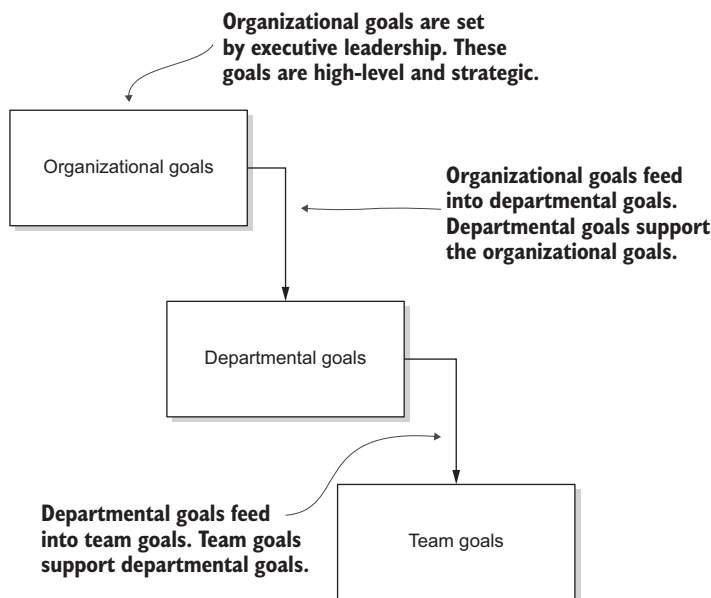 Organizational goals are set
by executive leadership. These
goals are high-level and strategic.
Organizational goals
Organizational goals feed
into departmental goals.
Departmental goals support
the organizational goals.
Departmental goals
Departmental goals feed
into team goals. Team goals
support departmental goals.
Team goals